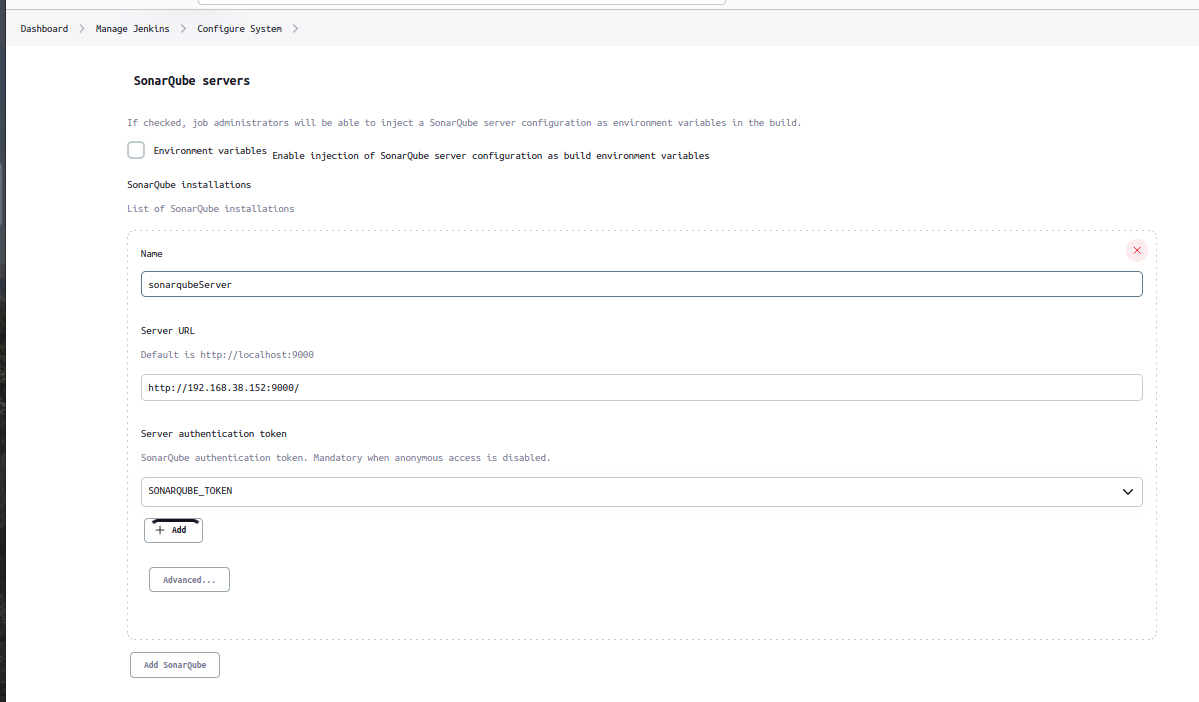 Dashboard > Manage Jenkins > Configure System >
SonarQube servers
If checked, job administrators will be able to inject a SonarQube server configuration as environment variables in the build.
Environment variables Enable injection of SonarQube server configuration as build environment variables
SonarQube installations
List of SonarQube installations
Name
sonarqubeServer
Server URL
Default is http://localhost:9000
http://192.168.38.152:9000/
Server authentication token
SonarQube authentication token. Mandatory when anonymous access is disabled.
SONARQUBE_TOKEN
+ Add
Advanced...
Add SonarQube